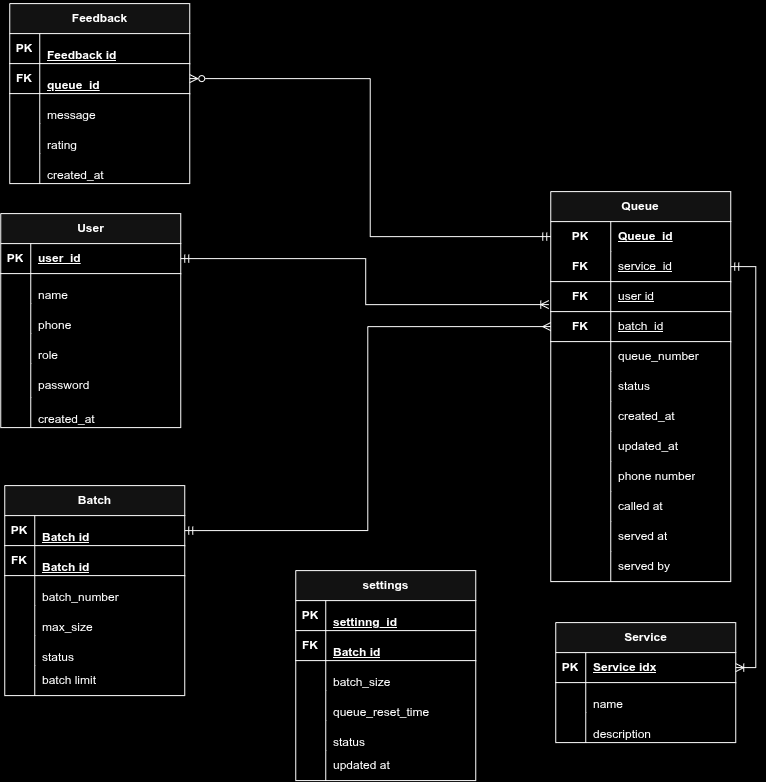 Feedback
PK Feedback id
FK queue_id
message
rating
created_at
User
PK user_id
name
phone
role
password
created_at
Batch
PK Batch id
FK Batch id
batch_number
max_size
status
batch limit
settings
PK settinng_id
FK Batch id
batch_size
queue_reset_time
status
updated at
Queue
PK Queue_id
FK service_id
FK user id
FK batch_id
queue_number
status
created_at
updated_at
phone number
called at
served at
served by
Service
PK Service idx
name
description